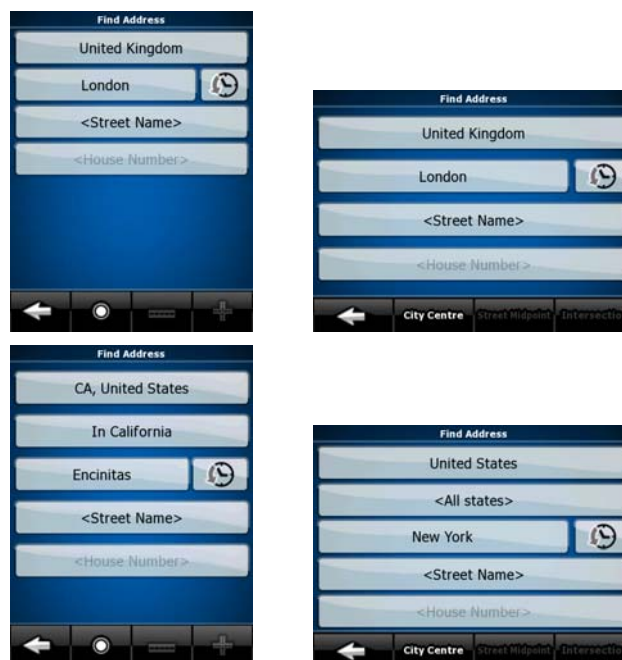 Find Address
United Kingdom
London
<Street Name>
<House Number>
Find Address
United Kingdom
London
<Street Name>
<House Number>
City Centre Street Midpoint Intersectio
Find Address
CA, United States
In California
Encinitas
<Street Name>
<House Number>
Find Address
United States
<All states>
New York
<Street Name>
<House Number>
City Centre Street Midpoint Intersectio